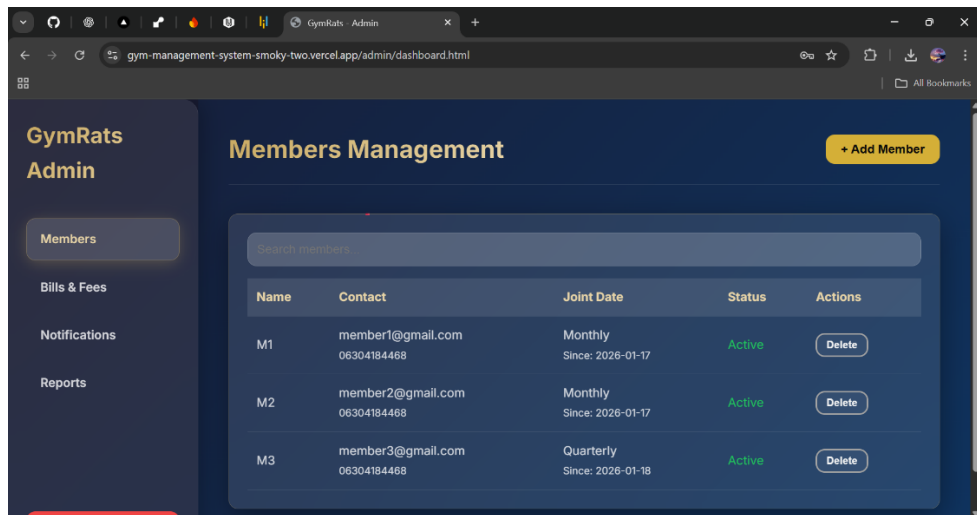 GymRats - Admin
gym-management-system-smoky-two.vercel.app/admin/dashboard.html
All Bookmarks
GymRats
Admin
Members
Bills & Fees
Notifications
Reports
Members Management
+ Add Member
Search members...
Name Contact Joint Date Status Actions
M1 member1@gmail.com Monthly Active Delete
06304184468 Since: 2026-01-17
M2 member2@gmail.com Monthly Active Delete
06304184468 Since: 2026-01-17
M3 member3@gmail.com Quarterly Active Delete
06304184468 Since: 2026-01-18